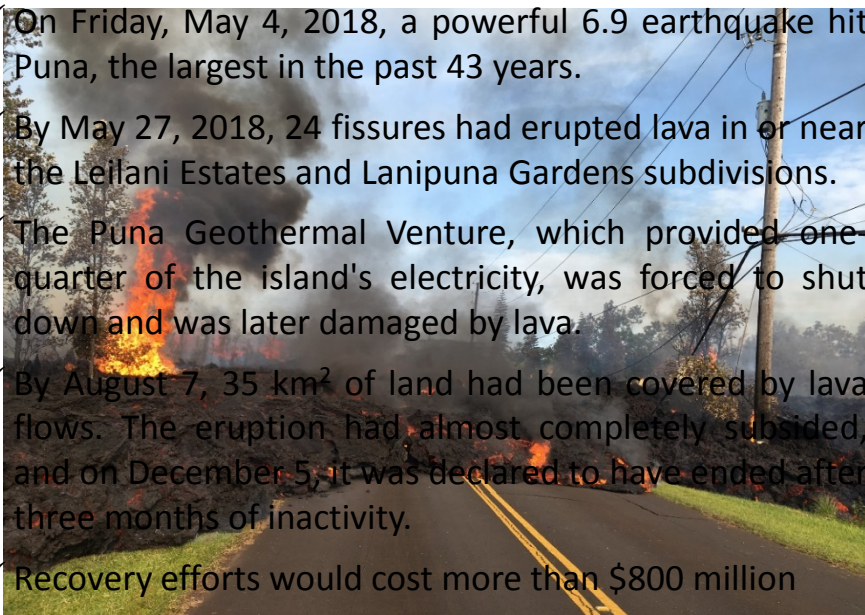 On Friday, May 4, 2018, a powerful 6.9 earthquake hit
Puna, the largest in the past 43 years.
By May 27, 2018, 24 fissures had erupted lava in or near
the Leilani Estates and Lanipuna Gardens subdivisions.
The Puna Geothermal Venture, which provided one-
quarter of the island's electricity, was forced to shut
down and was later damaged by lava.
By August 7, 35 km² of land had been covered by lava
flows. The eruption had almost completely subsided,
and on December 5, it was declared to have ended after
three months of inactivity.
Recovery efforts would cost more than $800 million